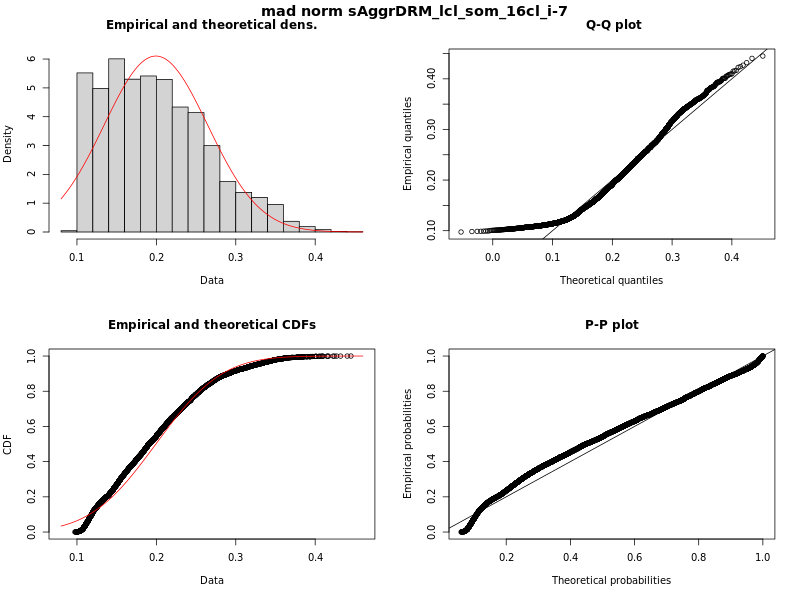 mad norm sAggrDRM_lcl_som_16cl_i-7
Empirical and theoretical dens.
Density
0 1 2 3 4 5 6
0.1 0.2 0.3 0.4
Data
Q-Q plot
Empirical quantiles
0.10 0.20 0.30 0.40
0.0 0.1 0.2 0.3 0.4
Theoretical quantiles
Empirical and theoretical CDFs
CDF
0.0 0.2 0.4 0.6 0.8 1.0
0.1 0.2 0.3 0.4
Data
P-P plot
Empirical probabilities
0.0 0.2 0.4 0.6 0.8 1.0
0.2 0.4 0.6 0.8 1.0
Theoretical probabilities